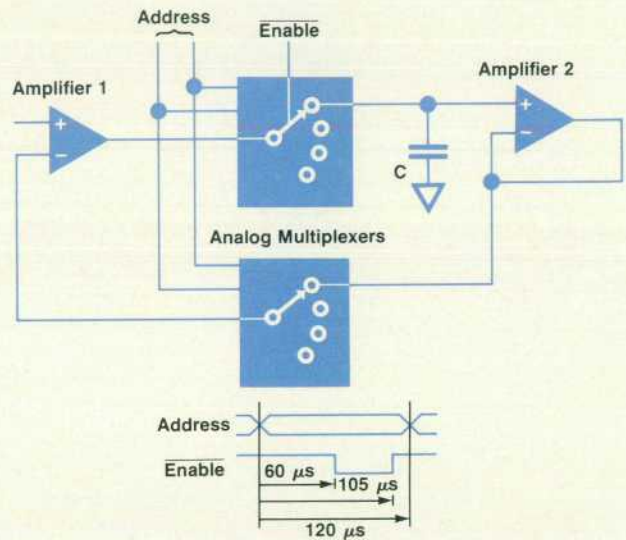 Address
Enable
Amplifier 1
Amplifier 2
+
−
+
−
C
Analog Multiplexers
Address
Enable
60 μs
105 μs
120 μs